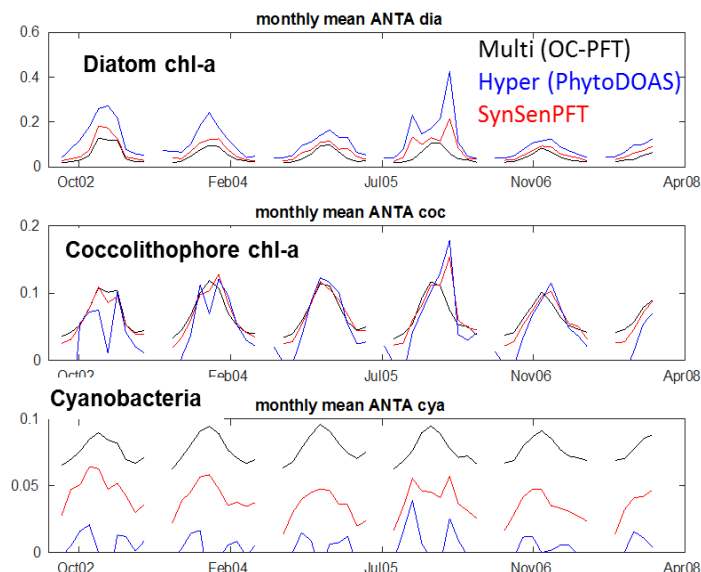 monthly mean ANTA dia
0.6
Multi (OC-PFT)
Diatom chl-a
Hyper (PhytoDOAS)
0.4
SynSenPFT
0.2
0
Oct02 Feb04 Jul05 Nov06 Apr08
monthly mean ANTA coc
0.2
Coccolithophore chl-a
0.1
0
Oct02 Feb04 Jul05 Nov06 Apr08
Cyanobacteria
monthly mean ANTA cya
0.1
0.05
0
Oct02 Feb04 Jul05 Nov06 Apr08